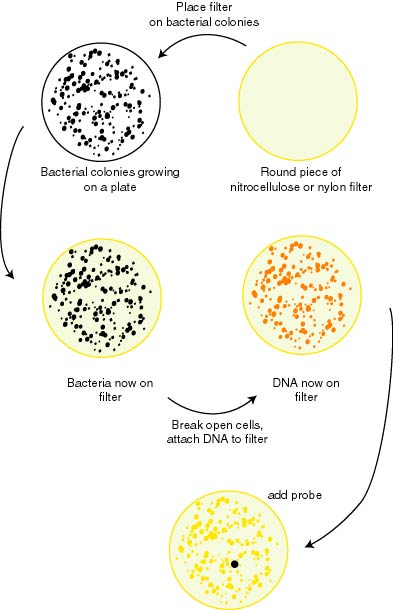 Place filter
on bacterial colonies
Bacterial colonies growing
on a plate
Round piece of
nitrocellulose or nylon filter
Bacteria now on
filter
DNA now on
filter
Break open cells,
attach DNA to filter
add probe